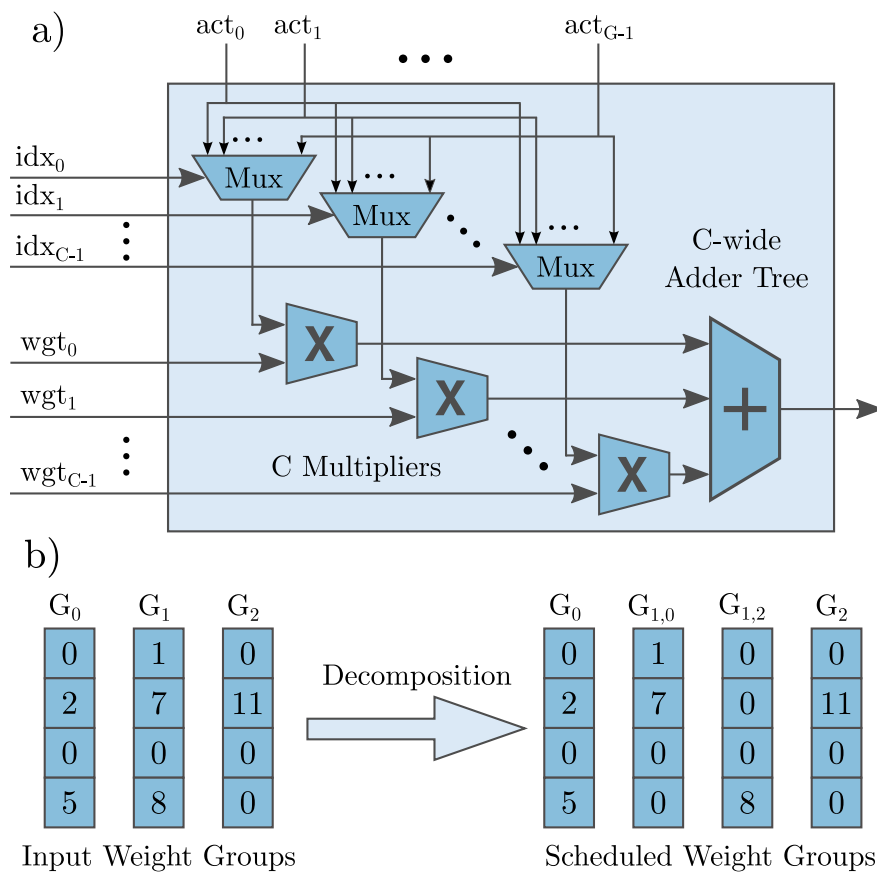 a)
act0 act1 actG-1
idx0
Mux
idx1
Mux
idxC-1
Mux
C-wide
Adder Tree
wgt0
X
wgt1
X
+
C Multipliers
wgtC-1
X
b)
G0 G1 G2 G0 G1,0 G1,2 G2
0 1 0 0 1 0 0
Decomposition
2 7 11 2 7 0 11
0 0 0 0 0 0 0
5 8 0 5 0 8 0
Input Weight Groups Scheduled Weight Groups